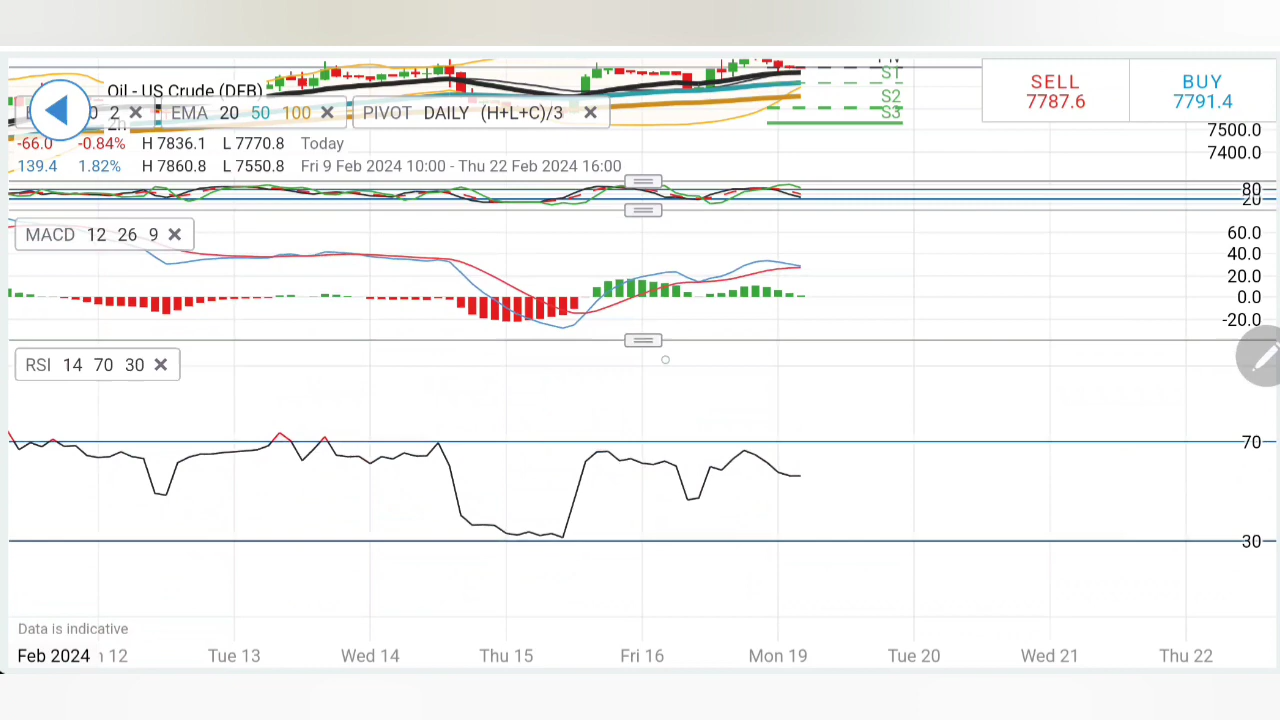 SELL
7787.6
BUY
7791.4
S1
S2
S3
Oil - US Crude (DFB)
2
EMA 20 50 100
PIVOT DAILY (H+L+C)/3
2h
-66.0 -0.84% H 7836.1 L 7770.8 Today
139.4 1.82% H 7860.8 L 7550.8 Fri 9 Feb 2024 10:00 - Thu 22 Feb 2024 16:00
7500.0
7400.0
80
20
MACD 12 26 9
60.0
40.0
20.0
0.0
-20.0
RSI 14 70 30
70
30
Data is indicative
Feb 2024 12 Tue 13 Wed 14 Thu 15 Fri 16 Mon 19 Tue 20 Wed 21 Thu 22